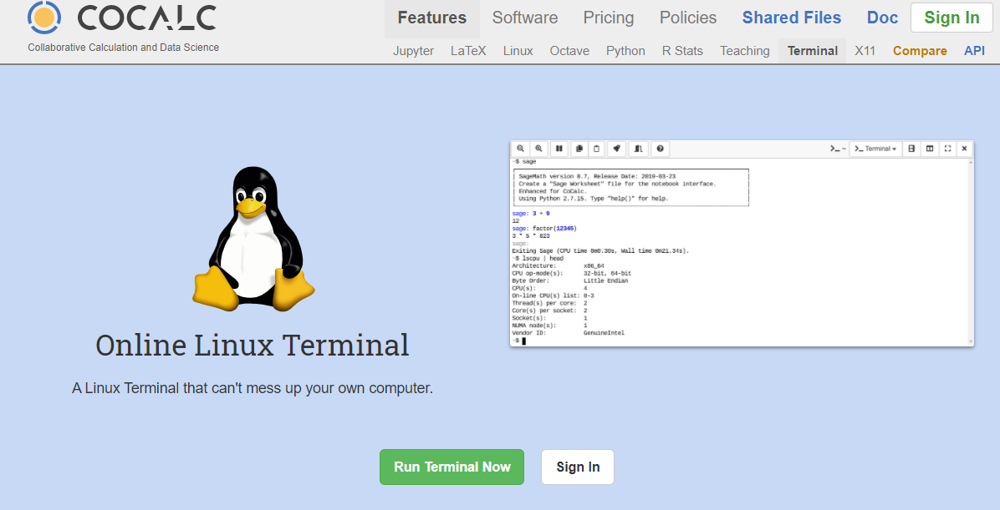 COCALC
Collaborative Calculation and Data Science
Features Software Pricing Policies Shared Files Doc Sign In
Jupyter LaTeX Linux Octave Python R Stats Teaching Terminal X11 Compare API
>_ ~ >_ Terminal
~$ sage
SageMath version 8.7, Release Date: 2019-03-23
Create a "Sage Worksheet" file for the notebook interface.
Enhanced for CoCalc.
Using Python 2.7.15. Type "help()" for help.
sage: 3 + 9
12
sage: factor(12345)
3 * 5 * 823
sage:
Exiting Sage (CPU time 0m0.30s, Wall time 0m21.34s).
~$ lscpu | head
Architecture: x86_64
CPU op-mode(s): 32-bit, 64-bit
Byte Order: Little Endian
CPU(s): 4
On-line CPU(s) list: 0-3
Thread(s) per core: 2
Core(s) per socket: 2
Socket(s): 1
NUMA node(s): 1
Vendor ID: GenuineIntel
~$
Online Linux Terminal
A Linux Terminal that can't mess up your own computer.
Run Terminal Now Sign In